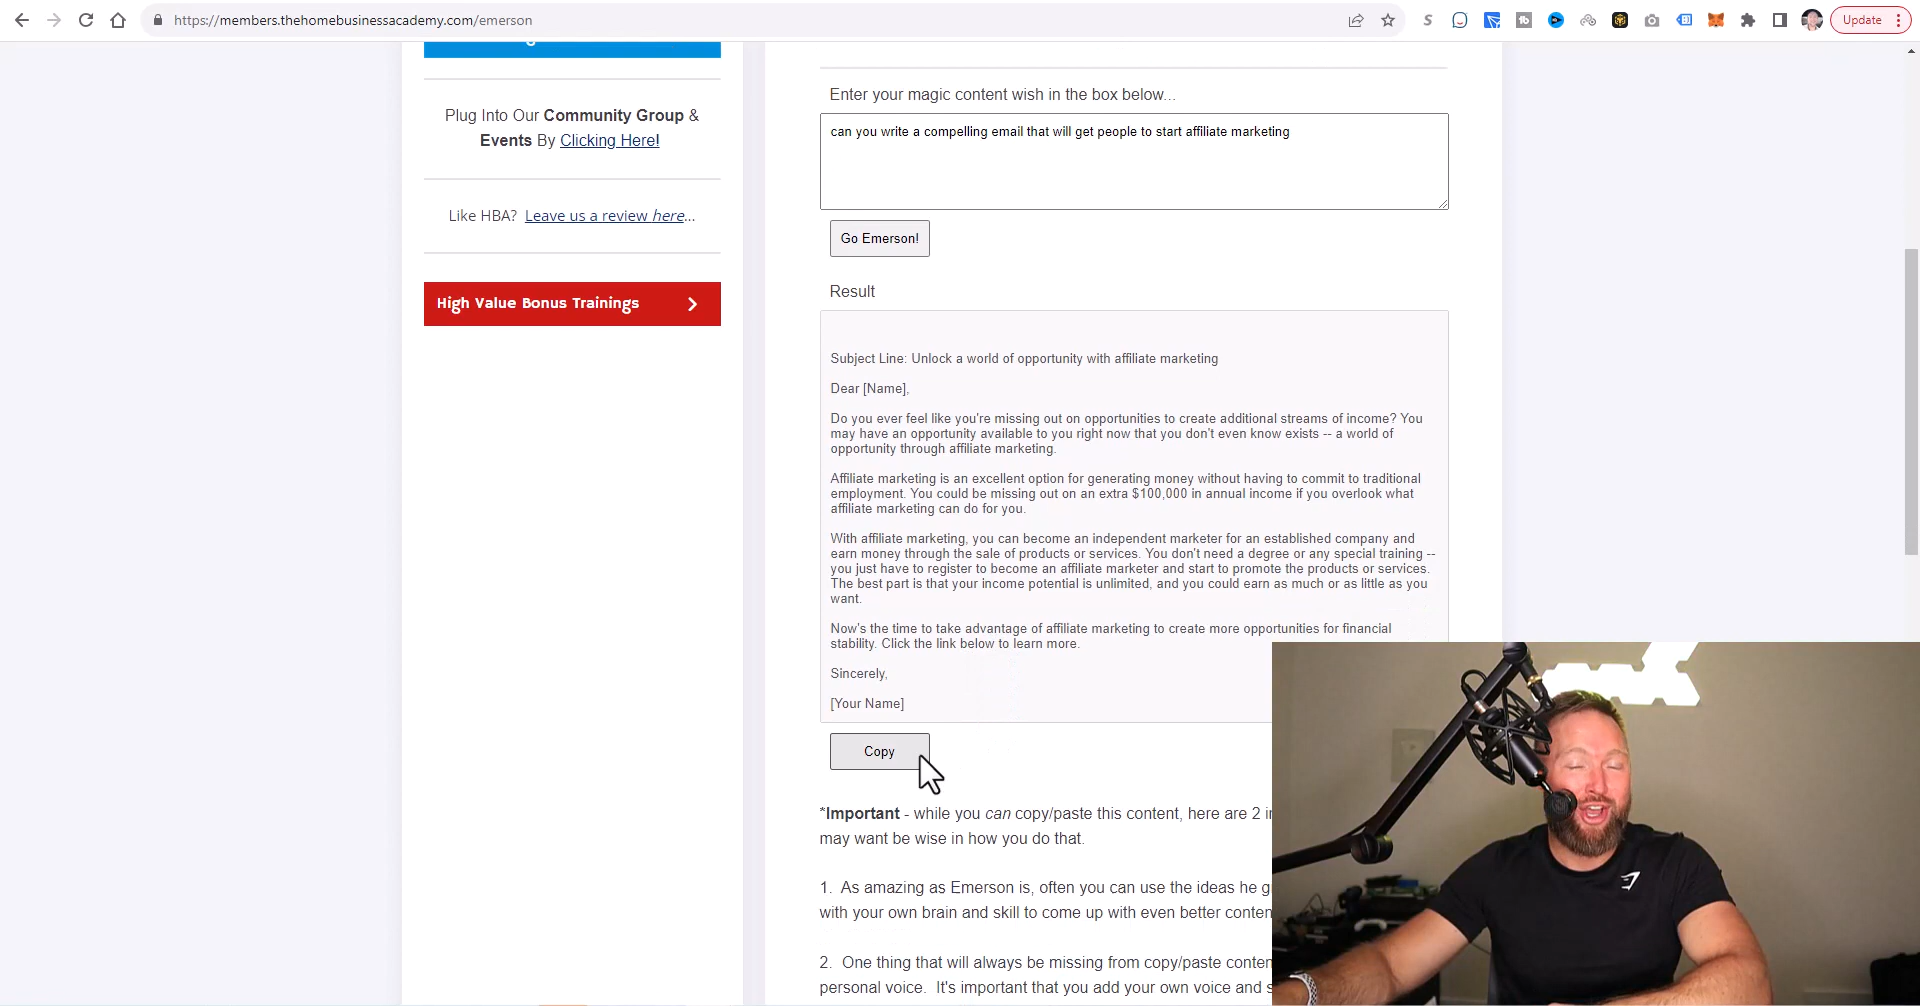 https://members.thehomebusinessacademy.com/emerson
Update
Plug Into Our Community Group &
Events By Clicking Here!
Like HBA? Leave us a review here...
High Value Bonus Trainings
Enter your magic content wish in the box below...
can you write a compelling email that will get people to start affiliate marketing
Go Emerson!
Result
Subject Line: Unlock a world of opportunity with affiliate marketing
Dear [Name],
Do you ever feel like you're missing out on opportunities to create additional streams of income? You
may have an opportunity available to you right now that you don't even know exists -- a world of
opportunity through affiliate marketing.
Affiliate marketing is an excellent option for generating money without having to commit to traditional
employment. You could be missing out on an extra $100,000 in annual income if you overlook what
affiliate marketing can do for you.
With affiliate marketing, you can become an independent marketer for an established company and
earn money through the sale of products or services. You don't need a degree or any special training --
you just have to register to become an affiliate marketer and start to promote the products or services.
The best part is that your income potential is unlimited, and you could earn as much or as little as you
want.
Now's the time to take advantage of affiliate marketing to create more opportunities for financial
stability. Click the link below to learn more.
Sincerely,
[Your Name]
Copy
*Important - while you can copy/paste this content, here are 2
may want be wise in how you do that.
1. As amazing as Emerson is, often you can use the ideas he
with your own brain and skill to come up with even better
2. One thing that will always be missing from copy/paste
personal voice. It's important that you add your own voice and